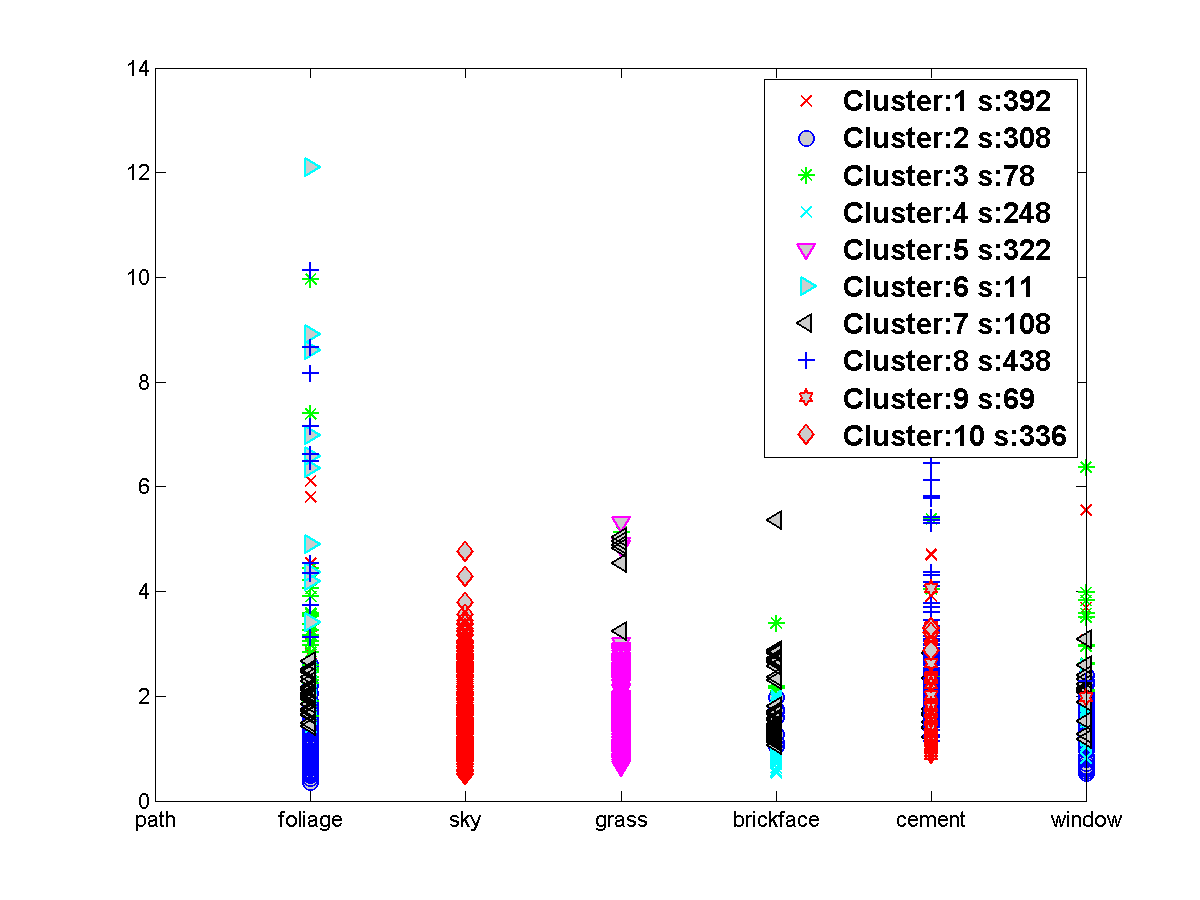 14
12
10
8
6
4
2
0
path
foliage
sky
grass
brickface
cement
window
Cluster:1 s:392
Cluster:2 s:308
Cluster:3 s:78
Cluster:4 s:248
Cluster:5 s:322
Cluster:6 s:11
Cluster:7 s:108
Cluster:8 s:438
Cluster:9 s:69
Cluster:10 s:336